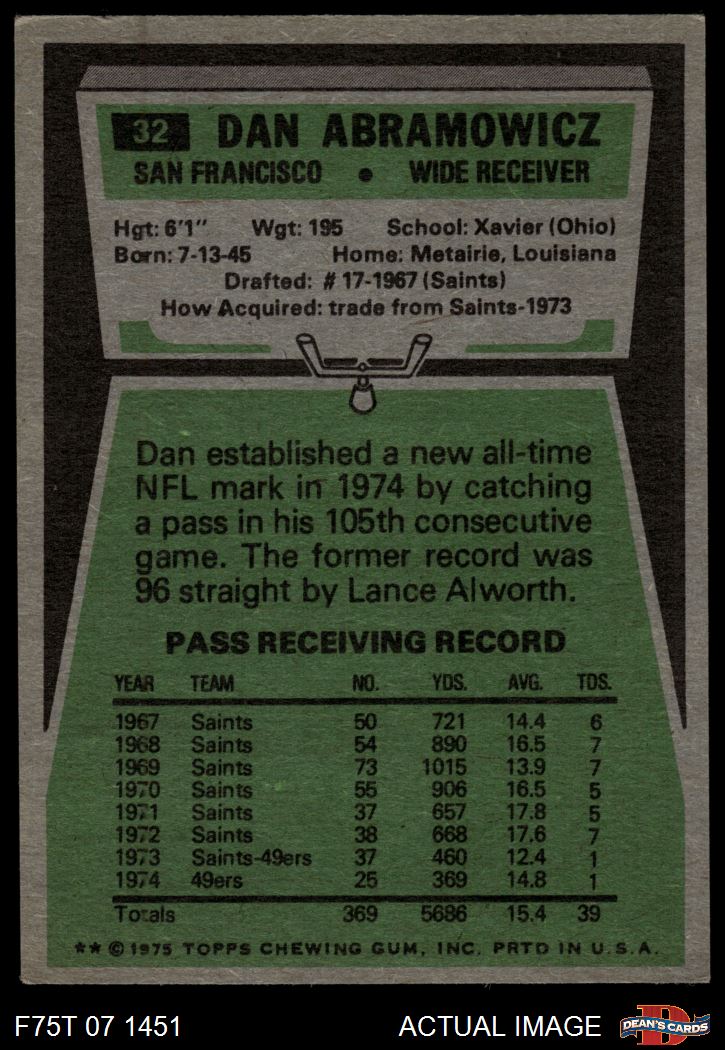 32 DAN ABRAMOWICZ
SAN FRANCISCO • WIDE RECEIVER
Hgt: 6'1" Wgt: 195 School: Xavier (Ohio)
Born: 7-13-45 Home: Metairie, Louisiana
Drafted: # 17-1967 (Saints)
How Acquired: trade from Saints-1973
Dan established a new all-time
NFL mark in 1974 by catching
a pass in his 105th consecutive
game. The former record was
96 straight by Lance Alworth.
PASS RECEIVING RECORD
YEAR TEAM NO. YDS. AVG. TDS.
1967 Saints 50 721 14.4 6
1968 Saints 54 890 16.5 7
1969 Saints 73 1015 13.9 7
1970 Saints 55 906 16.5 5
1971 Saints 37 657 17.8 5
1972 Saints 38 668 17.6 7
1973 Saints-49ers 37 460 12.4 1
1974 49ers 25 369 14.8 1
Totals 369 5686 15.4 39
** © 1975 TOPPS CHEWING GUM, INC. PRTD IN U.S.A.
F75T 07 1451 ACTUAL IMAGE D DEAN'S CARDS